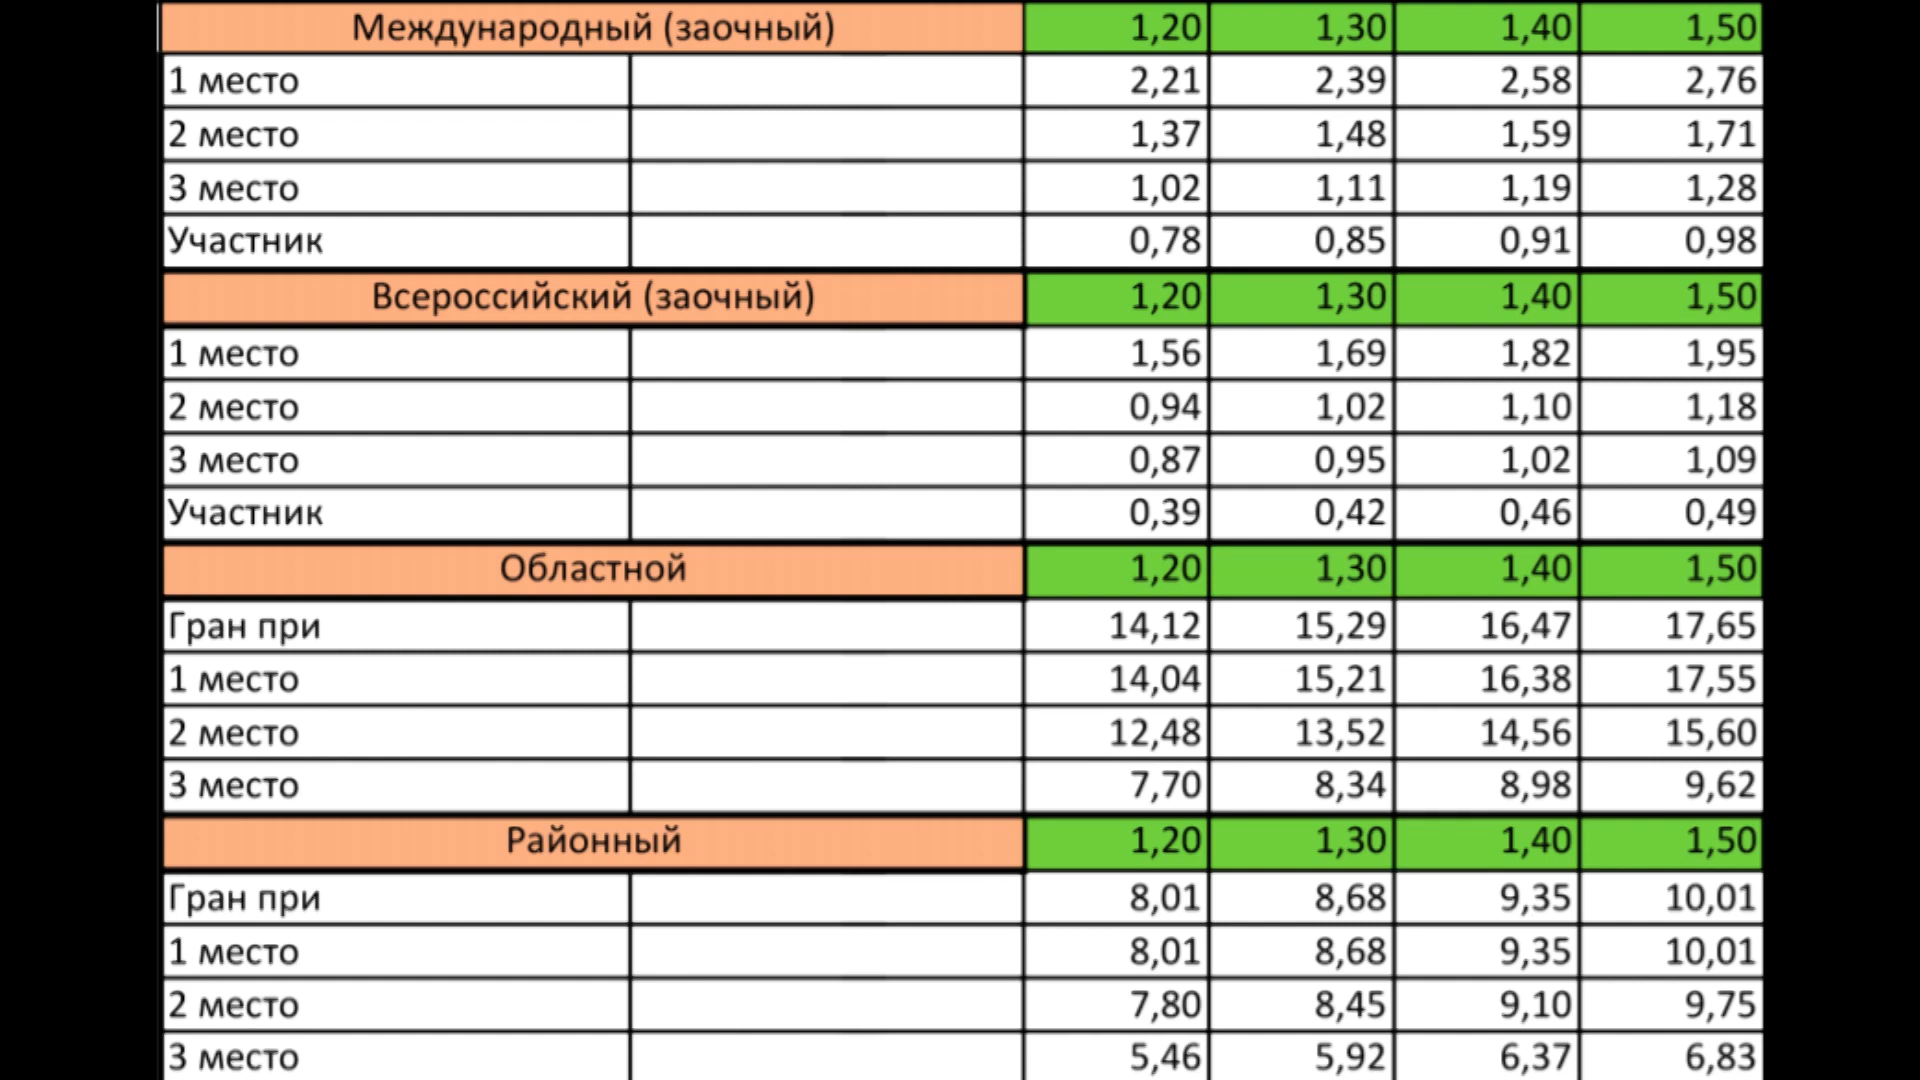 Международный (заочный) 1,20 1,30 1,40 1,50
1 место 2,21 2,39 2,58 2,76
2 место 1,37 1,48 1,59 1,71
3 место 1,02 1,11 1,19 1,28
Участник 0,78 0,85 0,91 0,98
Всероссийский (заочный) 1,20 1,30 1,40 1,50
1 место 1,56 1,69 1,82 1,95
2 место 0,94 1,02 1,10 1,18
3 место 0,87 0,95 1,02 1,09
Участник 0,39 0,42 0,46 0,49
Областной 1,20 1,30 1,40 1,50
Гран при 14,12 15,29 16,47 17,65
1 место 14,04 15,21 16,38 17,55
2 место 12,48 13,52 14,56 15,60
3 место 7,70 8,34 8,98 9,62
Районный 1,20 1,30 1,40 1,50
Гран при 8,01 8,68 9,35 10,01
1 место 8,01 8,68 9,35 10,01
2 место 7,80 8,45 9,10 9,75
3 место 5,46 5,92 6,37 6,83